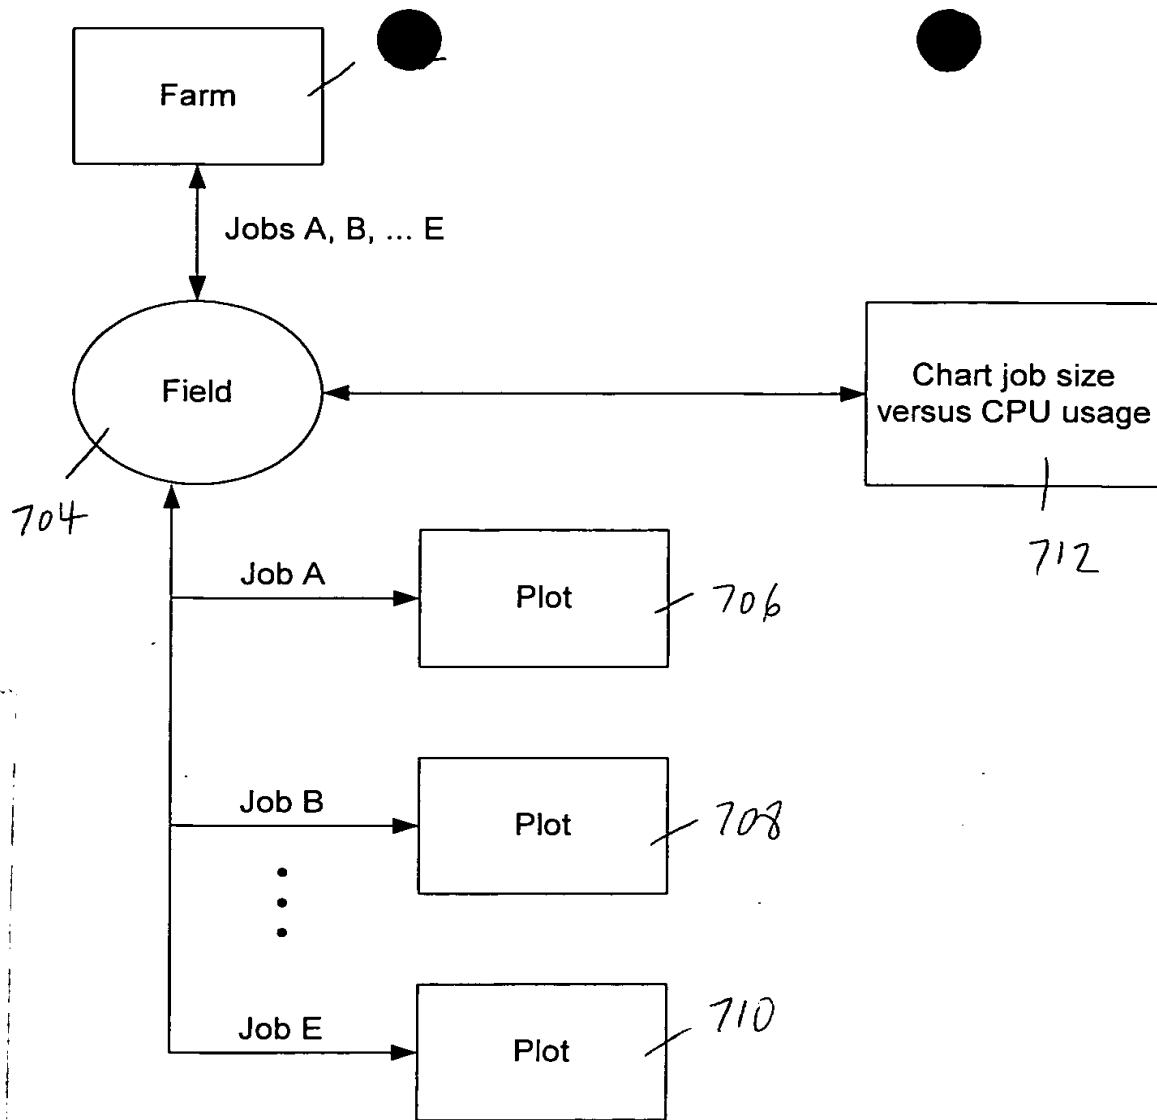 Farm
Jobs A, B, ... E
Field
Chart job size
versus CPU usage
704
712
Job A
Plot
706
Job B
Plot
708
Job E
Plot
710